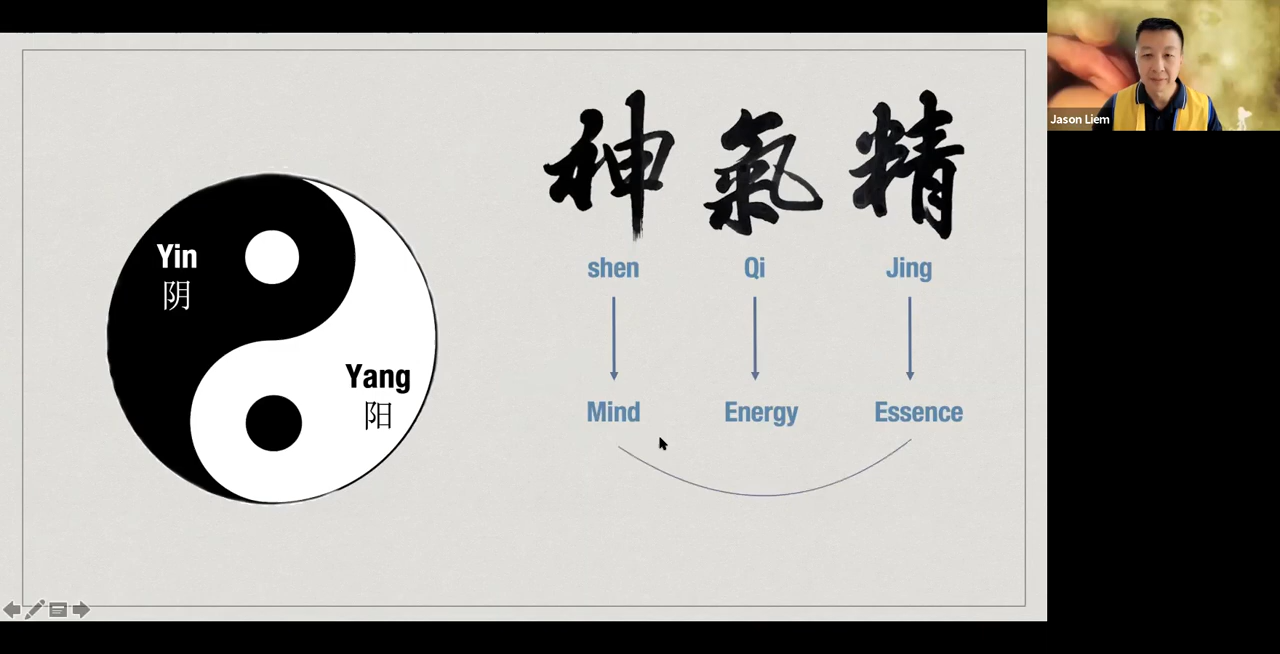 神氣精
shen Qi Jing
Mind Energy Essence
Yin
阴
Yang
阳
Jason Liem